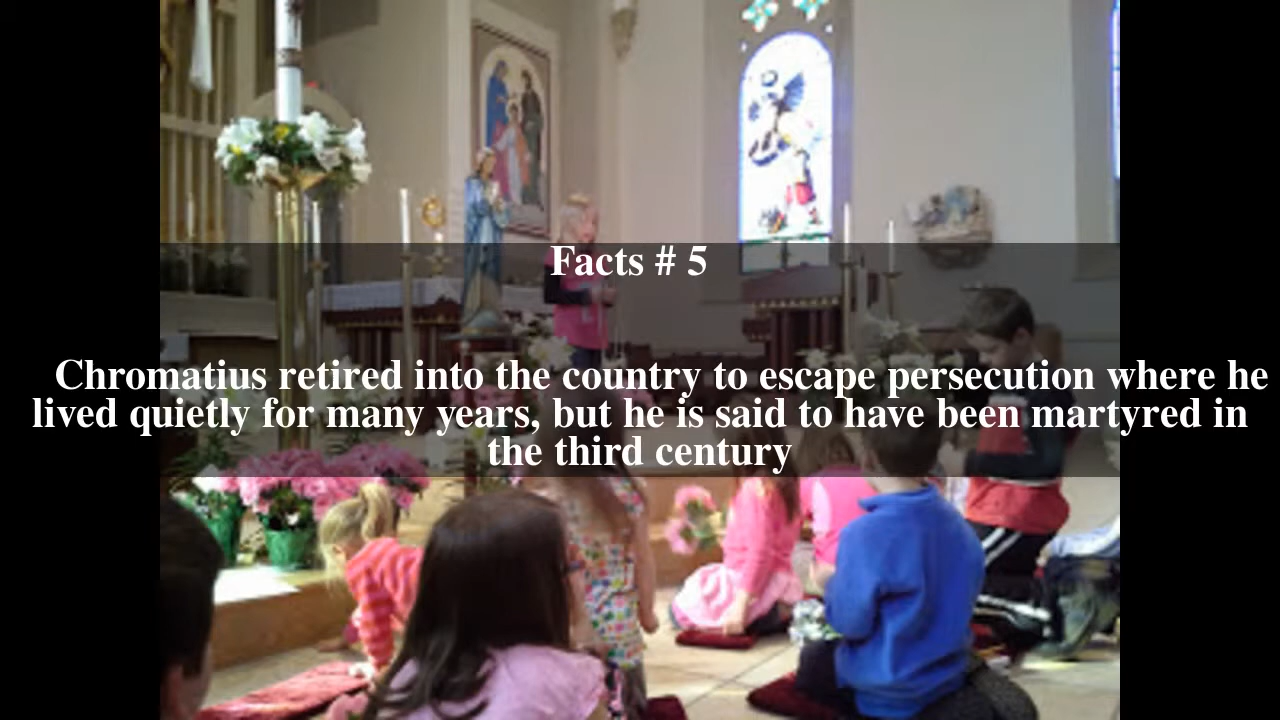 Facts # 5
Chromatius retired into the country to escape persecution where he
lived quietly for many years, but he is said to have been martyred in
the third century